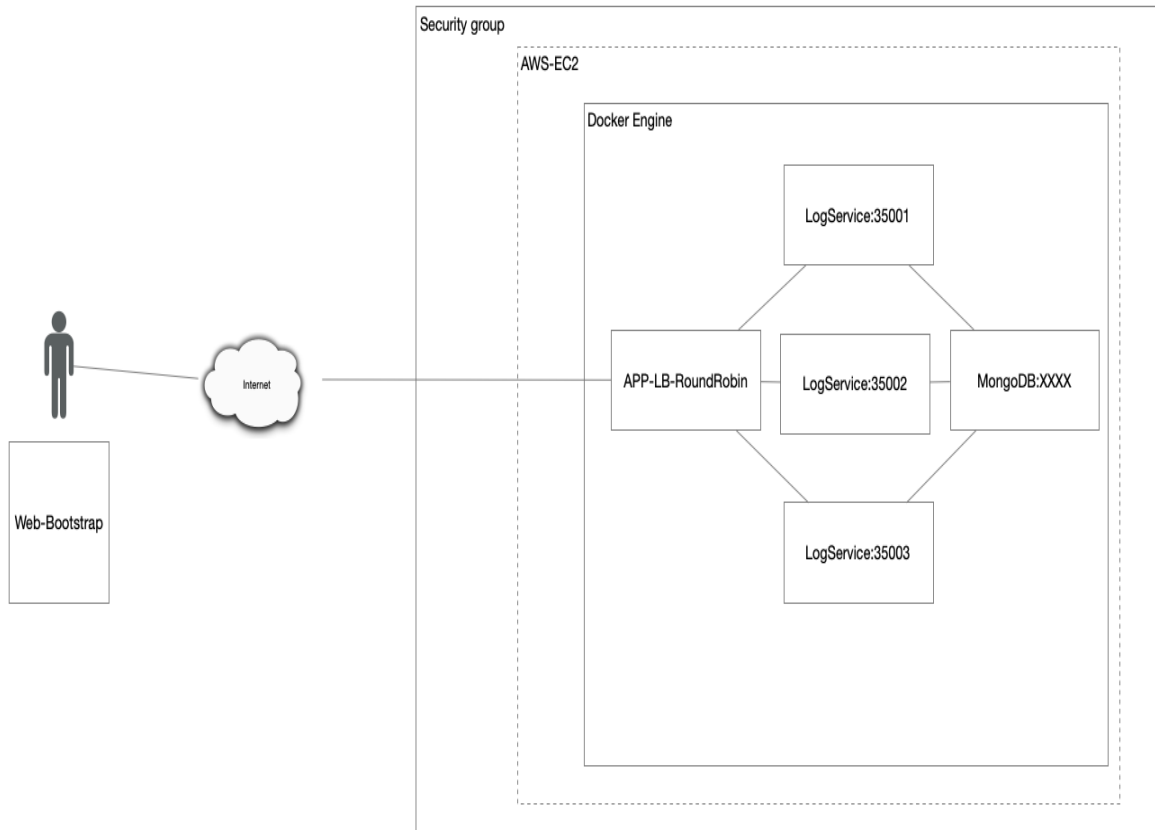 Security group
AWS-EC2
Docker Engine
LogService:35001
Internet
APP-LB-RoundRobin
LogService:35002
MongoDB:XXXX
Web-Bootstrap
LogService:35003